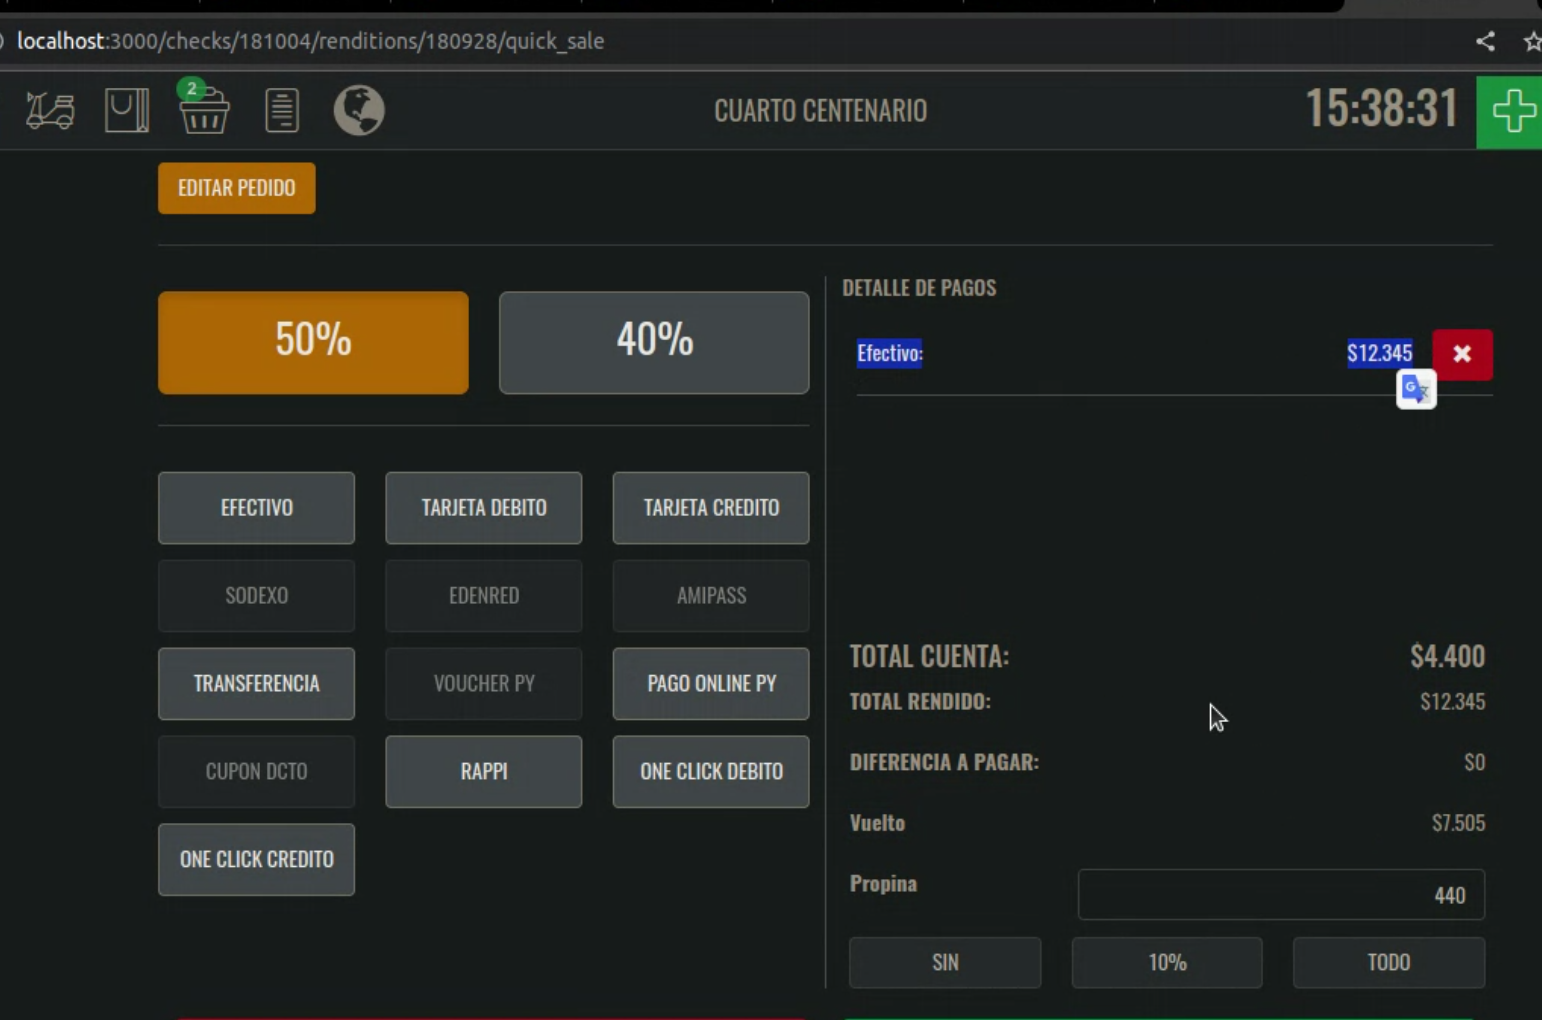 localhost:3000/checks/181004/renditions/180928/quick_sale
2
CUARTO CENTENARIO
15:38:31
EDITAR PEDIDO
50%
40%
EFECTIVO
TARJETA DEBITO
TARJETA CREDITO
SODEXO
EDENRED
AMIPASS
TRANSFERENCIA
VOUCHER PY
PAGO ONLINE PY
CUPON DCTO
RAPPI
ONE CLICK DEBITO
ONE CLICK CREDITO
DETALLE DE PAGOS
Efectivo: $12.345
TOTAL CUENTA: $4.400
TOTAL RENDIDO: $12.345
DIFERENCIA A PAGAR: $0
Vuelto $7.505
Propina 440
SIN
10%
TODO